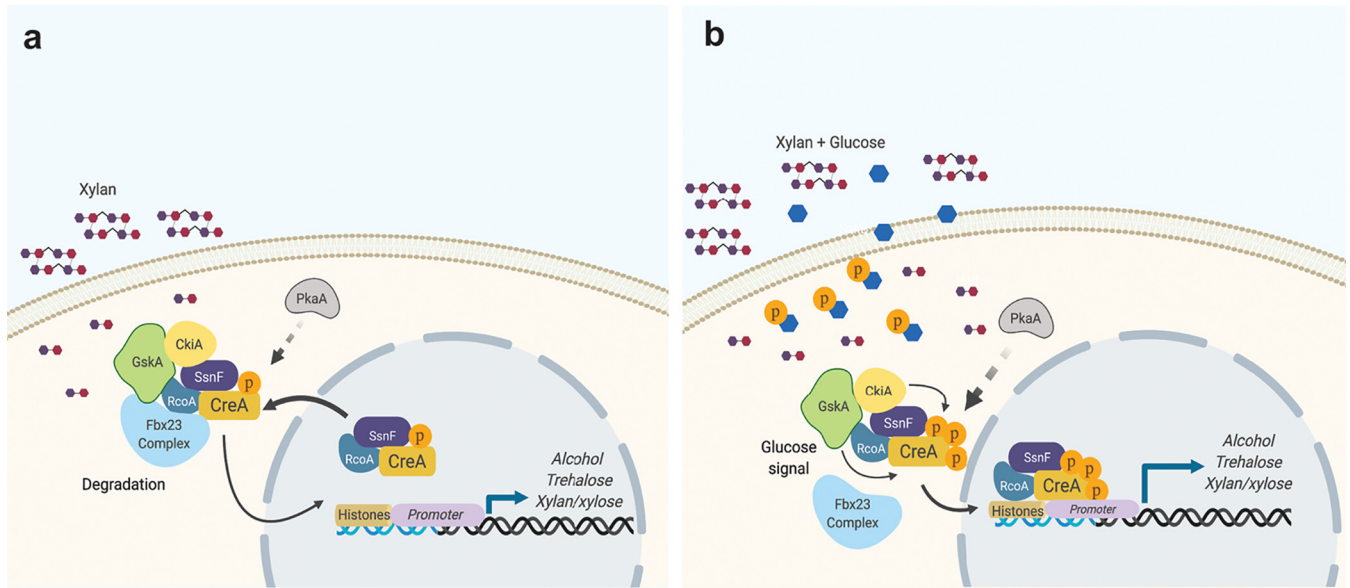 a
Xylan
PkaA
GskA
CkiA
SsnF
p
RcoA
CreA
Fbx23
Complex
Degradation
SsnF
p
RcoA
CreA
Alcohol
Trehalose
Xylan/xylose
Histones
Promoter
b
Xylan + Glucose
p
p
p
p
PkaA
GskA
CkiA
SsnF
p
p
p
RcoA
CreA
Glucose
signal
Fbx23
Complex
SsnF
p
p
p
RcoA
CreA
Alcohol
Trehalose
Xylan/xylose
Histones
Promoter